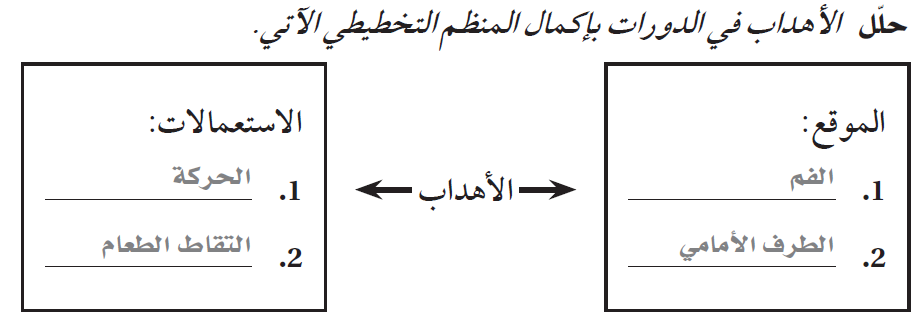 حلّل الأهداب في الدورات بإكمال المنظم التخطيطي الآتي.
الموقع:
1. الفم
2. الطرف الأمامي
الأهداب
الاستعمالات:
1. الحركة
2. التقاط الطعام